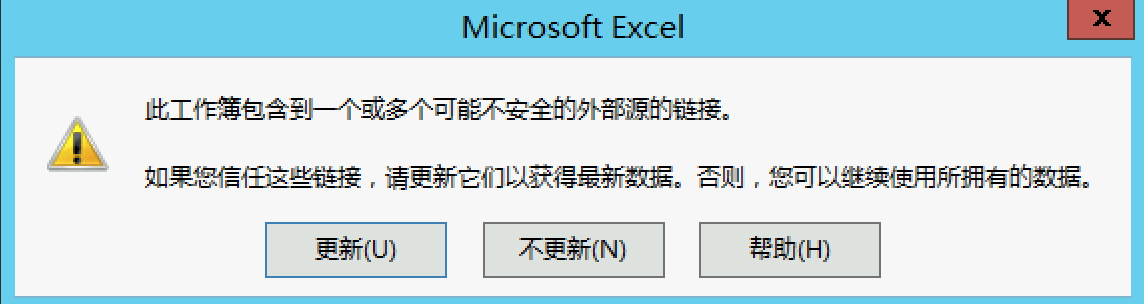 Microsoft Excel
x
此工作簿包含到一个或多个可能不安全的外部源的链接。
如果您信任这些链接，请更新它们以获得最新数据。否则，您可以继续使用所拥有的数据。
更新(U)
不更新(N)
帮助(H)